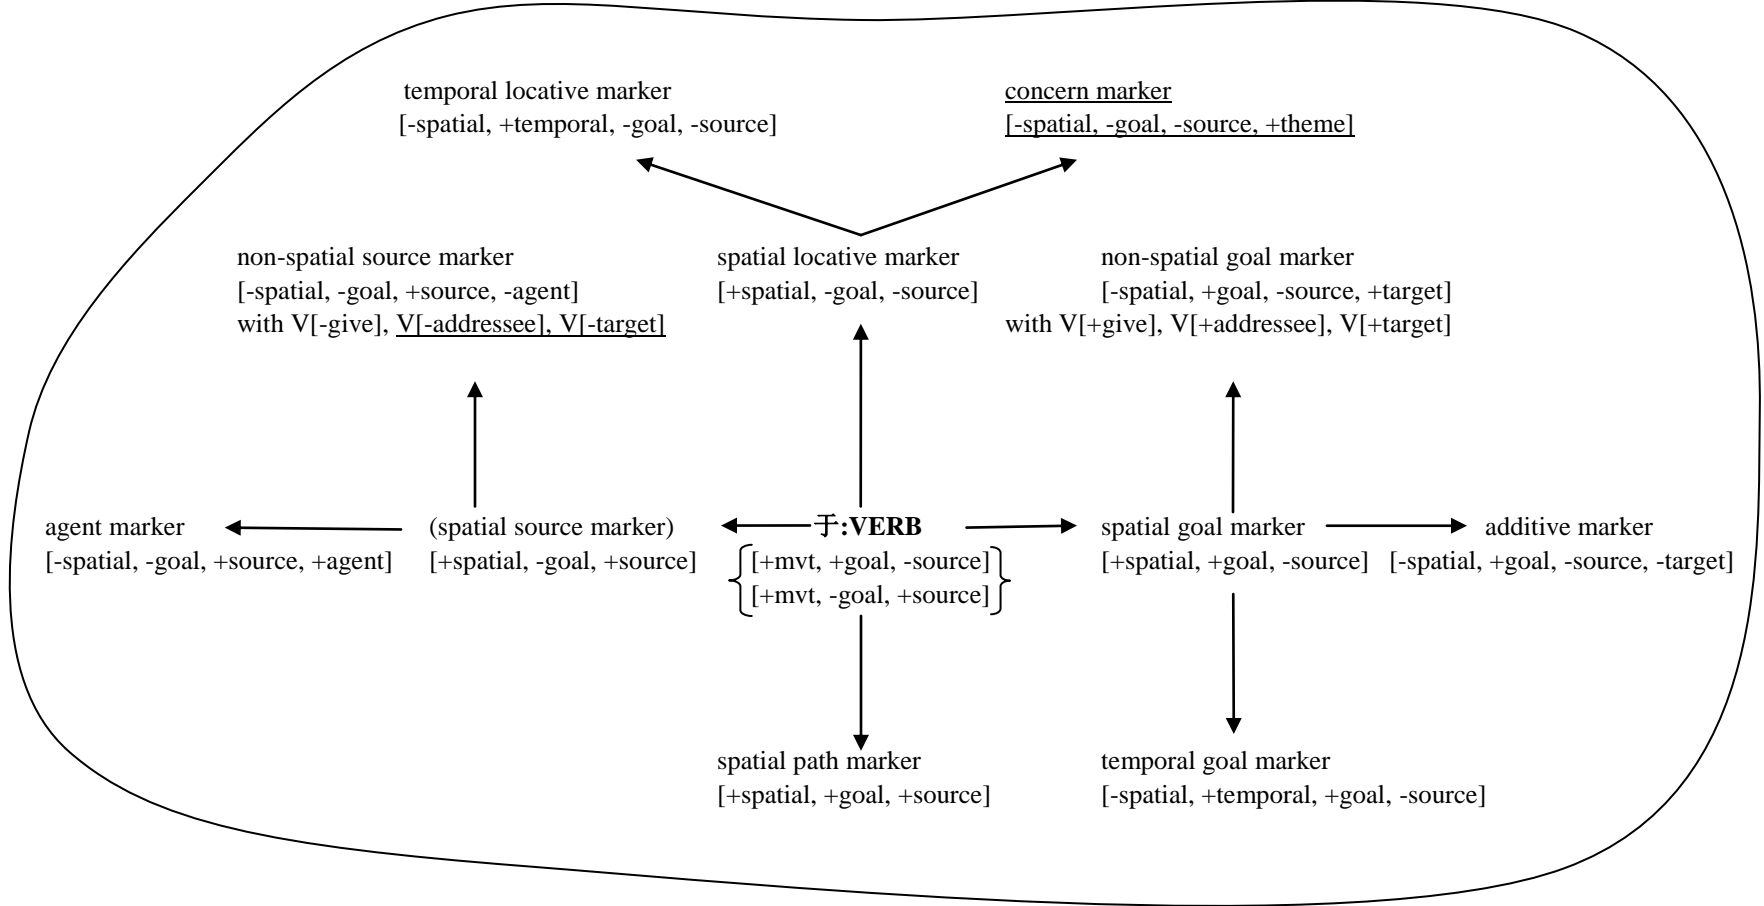 temporal locative marker
[-spatial, +temporal, -goal, -source]
concern marker
[-spatial, -goal, -source, +theme]
non-spatial source marker
[-spatial, -goal, +source, -agent]
with V[-give], V[-addressee], V[-target]
spatial locative marker
[+spatial, -goal, -source]
non-spatial goal marker
[-spatial, +goal, -source, +target]
with V[+give], V[+addressee], V[+target]
agent marker
[-spatial, -goal, +source, +agent]
(spatial source marker)
[+spatial, -goal, +source]
于:VERB
[+mvt, +goal, -source]
[+mvt, -goal, +source]
spatial goal marker
[+spatial, +goal, -source]
additive marker
[-spatial, +goal, -source, -target]
spatial path marker
[+spatial, +goal, +source]
temporal goal marker
[-spatial, +temporal, +goal, -source]